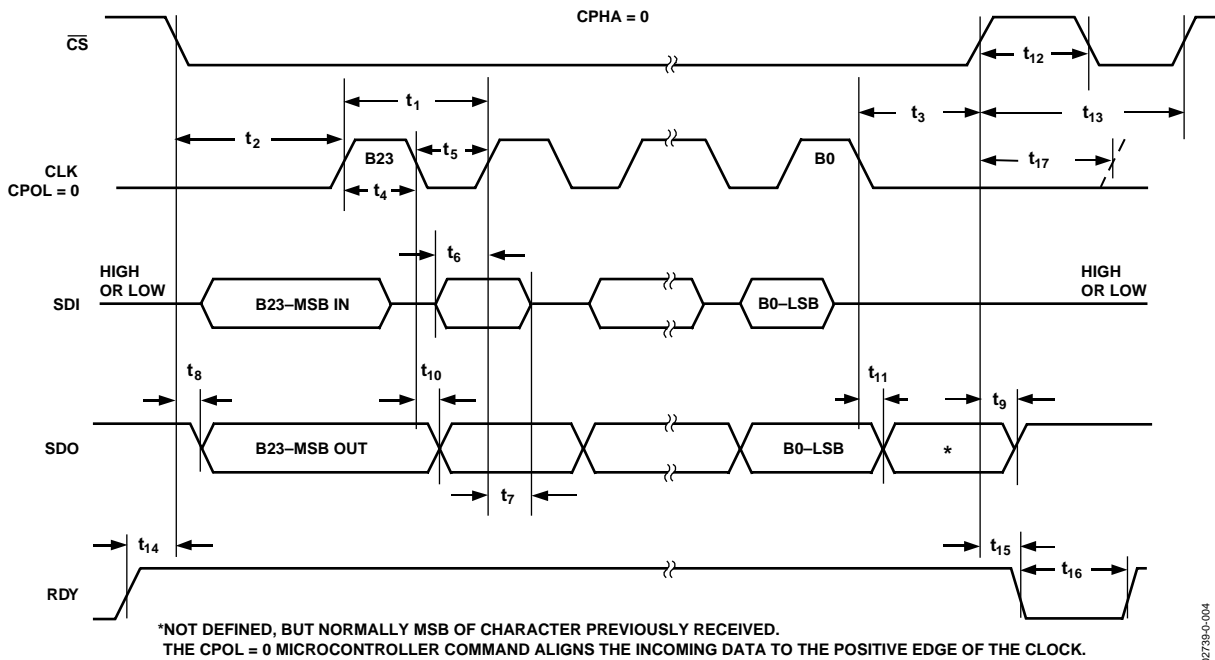 CPHA = 0
CS
t12
t1
t3
t13
t2
B23
t5
B0
t17
CLK
CPOL = 0
t4
t6
HIGH
OR LOW
HIGH
OR LOW
SDI
B23–MSB IN
B0–LSB
t8
t10
t11
t9
SDO
B23–MSB OUT
B0–LSB
*
t7
t14
t15
t16
RDY
*NOT DEFINED, BUT NORMALLY MSB OF CHARACTER PREVIOUSLY RECEIVED.
THE CPOL = 0 MICROCONTROLLER COMMAND ALIGNS THE INCOMING DATA TO THE POSITIVE EDGE OF THE CLOCK.
02739-0-004